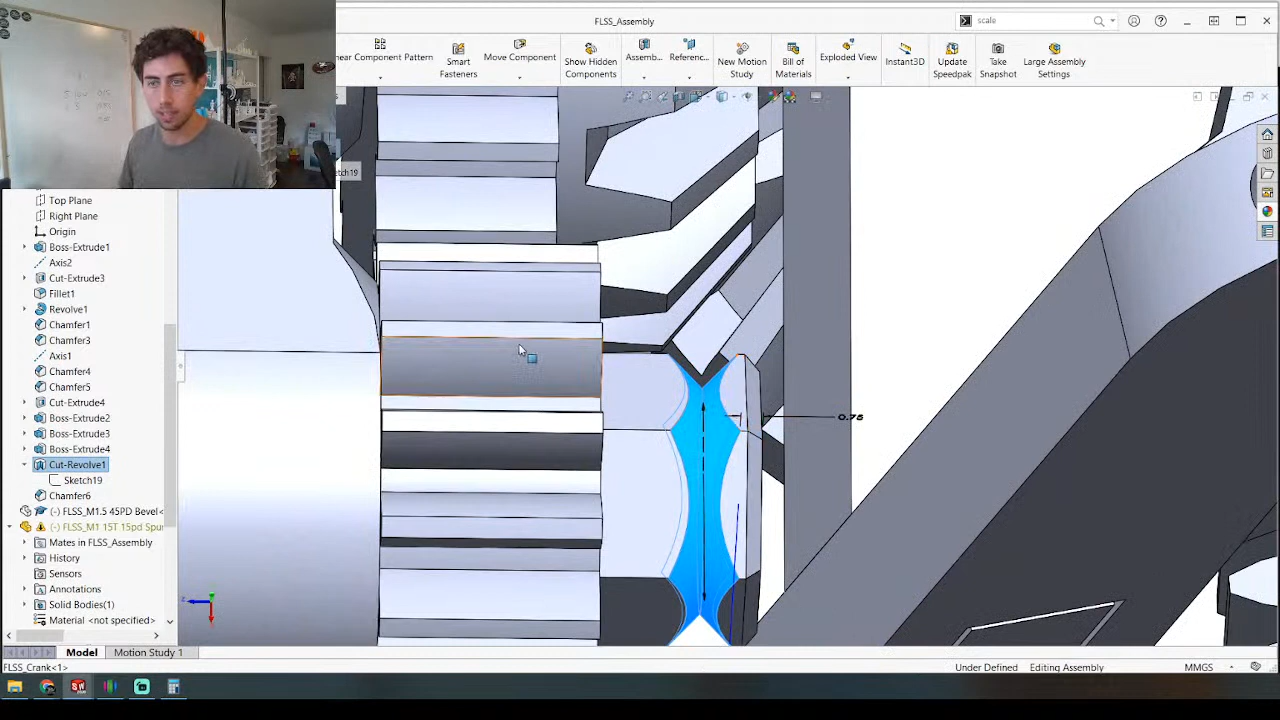 FLSS_Assembly
scale
near Component Pattern
Smart Fasteners
Move Component
Show Hidden Components
Assemb...
Referenc...
New Motion Study
Bill of Materials
Exploded View
Instant3D
Update Speedpak
Take Snapshot
Large Assembly Settings
etch19
Top Plane
Right Plane
Origin
Boss-Extrude1
Axis2
Cut-Extrude3
Fillet1
Revolve1
Chamfer1
Chamfer3
Axis1
Chamfer4
Chamfer5
Cut-Extrude4
Boss-Extrude2
Boss-Extrude3
Boss-Extrude4
Cut-Revolve1
Sketch19
Chamfer6
(-) FLSS_M1.5 45PD Bevel<
(-) FLSS_M1 15T 15pd Spur
Mates in FLSS_Assembly
History
Sensors
Annotations
Solid Bodies(1)
Material <not specified>
0.75
Model
Motion Study 1
FLSS_Crank<1>
Under Defined
Editing Assembly
MMGS